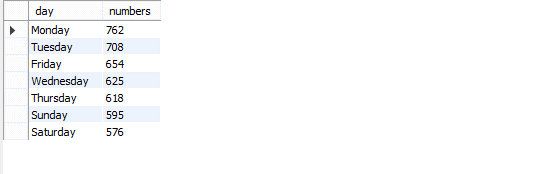 day numbers
Monday 762
Tuesday 708
Friday 654
Wednesday 625
Thursday 618
Sunday 595
Saturday 576